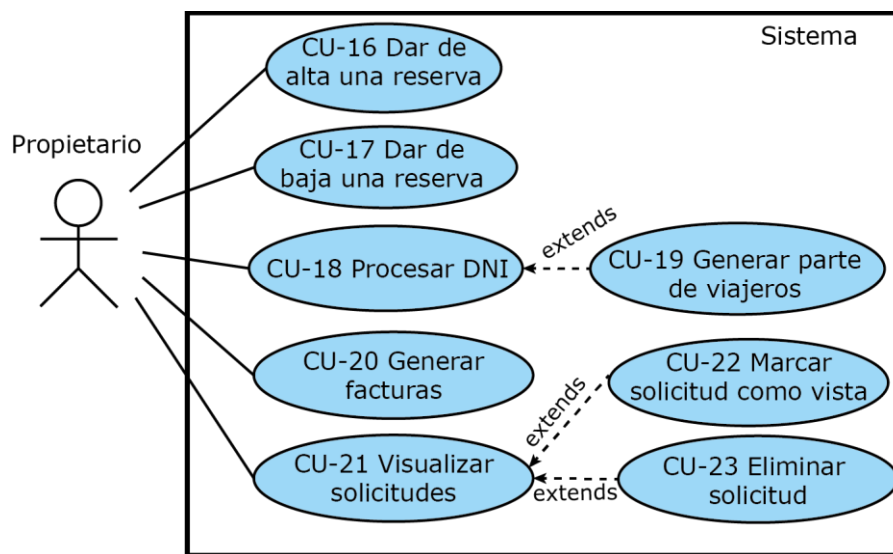 Sistema
Propietario
CU-16 Dar de
alta una reserva
CU-17 Dar de
baja una reserva
CU-18 Procesar DNI
extends
CU-19 Generar parte
de viajeros
CU-20 Generar
facturas
CU-21 Visualizar
solicitudes
extends
CU-22 Marcar
solicitud como vista
extends
CU-23 Eliminar
solicitud